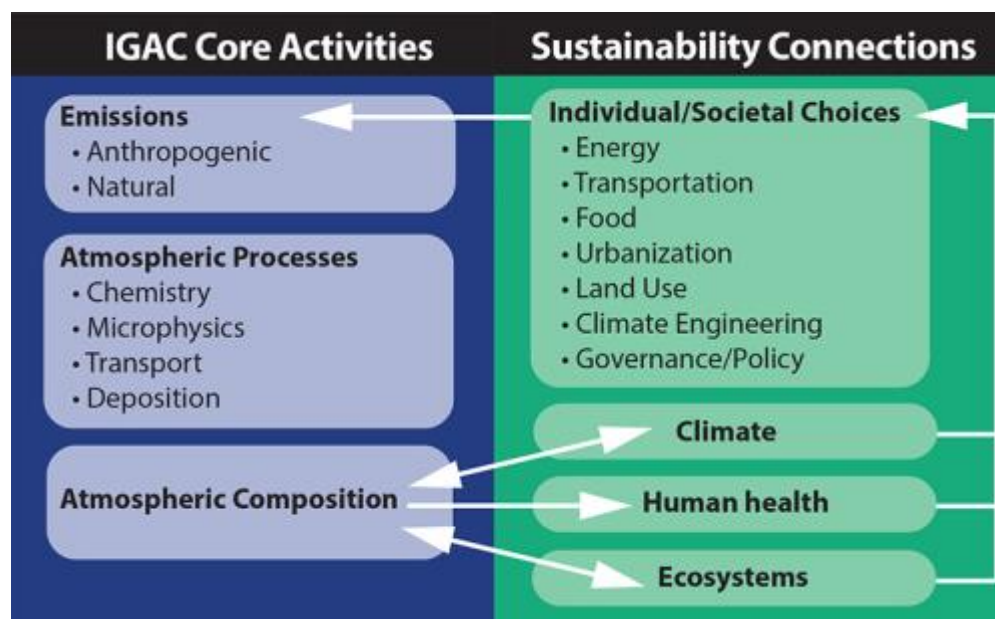 IGAC Core Activities
Emissions
• Anthropogenic
• Natural
Atmospheric Processes
• Chemistry
• Microphysics
• Transport
• Deposition
Atmospheric Composition
Sustainability Connections
Individual/Societal Choices
• Energy
• Transportation
• Food
• Urbanization
• Land Use
• Climate Engineering
• Governance/Policy
Climate
Human health
Ecosystems